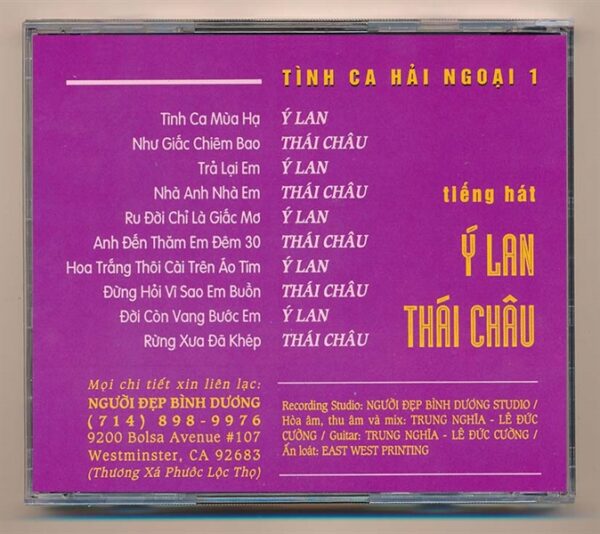 TÌNH CA HẢI NGOẠI 1
Tình Ca Mùa Hạ Ý LAN
Như Giấc Chiêm Bao THÁI CHÂU
Trả Lại Em Ý LAN
Nhà Anh Nhà Em THÁI CHÂU
Ru Đời Chỉ Là Giấc Mơ Ý LAN
Anh Đến Thăm Em Đêm 30 THÁI CHÂU
Hoa Trắng Thôi Cài Trên Áo Tim Ý LAN
Đừng Hỏi Vì Sao Em Buồn THÁI CHÂU
Đời Còn Vang Bước Em Ý LAN
Rừng Xưa Đã Khép THÁI CHÂU
tiếng hát
Ý LAN
THÁI CHÂU
Mọi chi tiết xin liên lạc:
NGƯỜI ĐẸP BÌNH DƯƠNG
(714) 898-9976
9200 Bolsa Avenue #107
Westminster, CA 92683
(Thương Xá Phước Lộc Thọ)
Recording Studio: NGƯỜI ĐẸP BÌNH DƯƠNG STUDIO /
Hòa âm, thu âm và mix: TRUNG NGHĨA - LÊ ĐỨC
CƯỜNG / Guitar: TRUNG NGHĨA - LÊ ĐỨC CƯỜNG /
Ấn loát: EAST WEST PRINTING